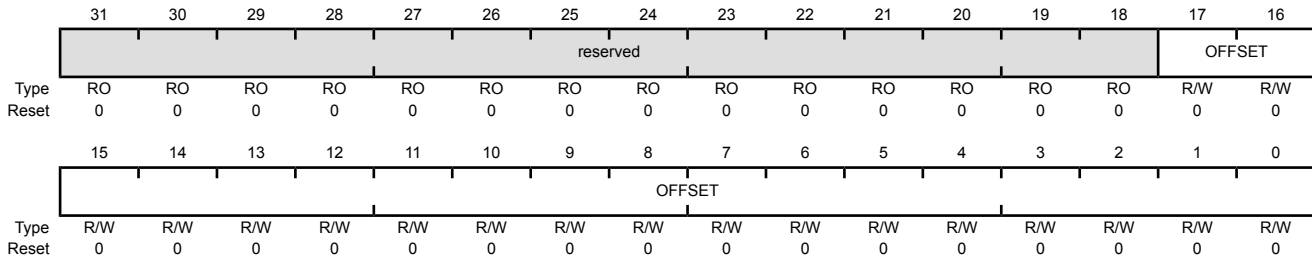 31 30 29 28 27 26 25 24 23 22 21 20 19 18 17 16
reserved OFFSET
Type RO RO RO RO RO RO RO RO RO RO RO RO RO RO R/W R/W
Reset 0 0 0 0 0 0 0 0 0 0 0 0 0 0 0 0
15 14 13 12 11 10 9 8 7 6 5 4 3 2 1 0
OFFSET
Type R/W R/W R/W R/W R/W R/W R/W R/W R/W R/W R/W R/W R/W R/W R/W R/W
Reset 0 0 0 0 0 0 0 0 0 0 0 0 0 0 0 0